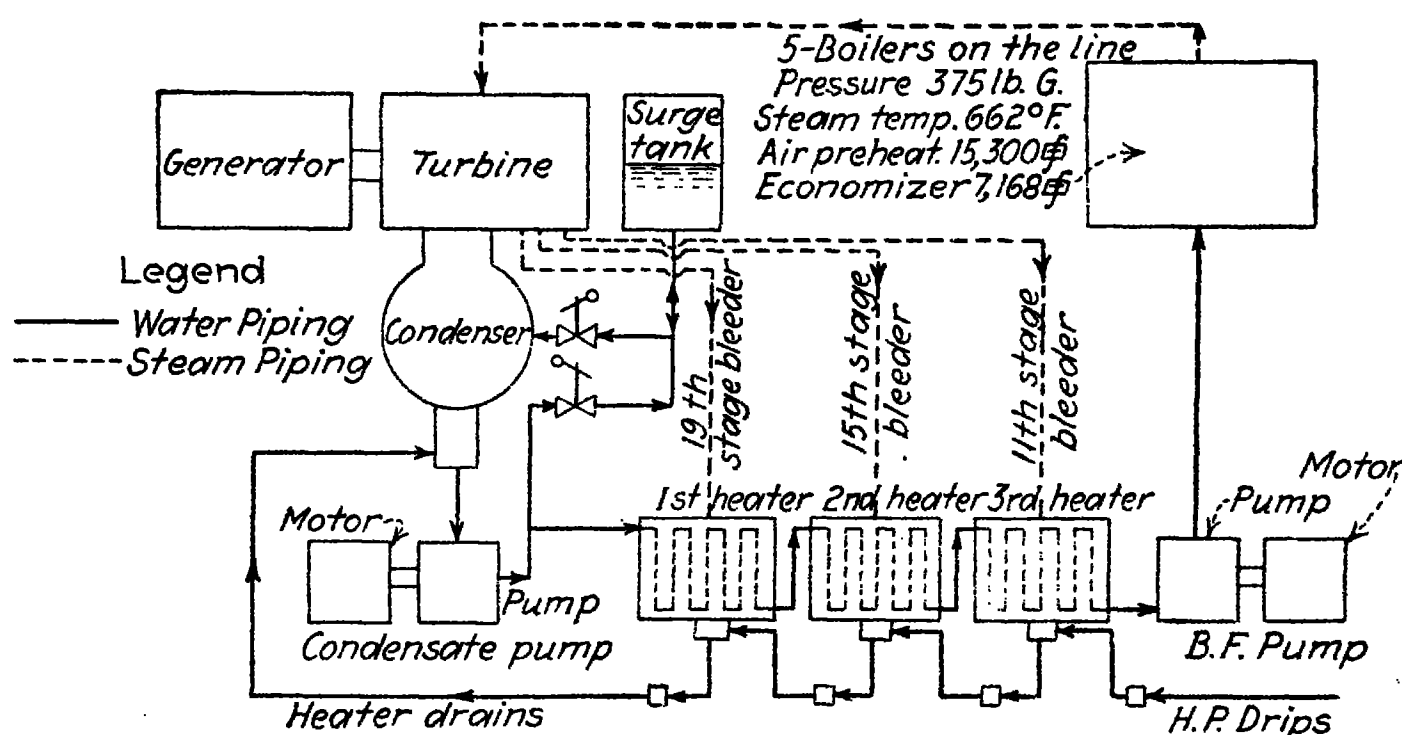 5-Boilers on the line
Pressure 375 lb. G.
Steam temp. 662°F.
Air preheat. 15,300
Economizer 7,168
Generator
Turbine
Surge
tank
Legend
Water Piping
Steam Piping
Condenser
19th
stage bleeder
15th stage
bleeder
11th stage
bleeder
1st heater
2nd heater
3rd heater
Motor
Pump
Motor
Pump
Condensate pump
B.F. Pump
Heater drains
H.P. Drips